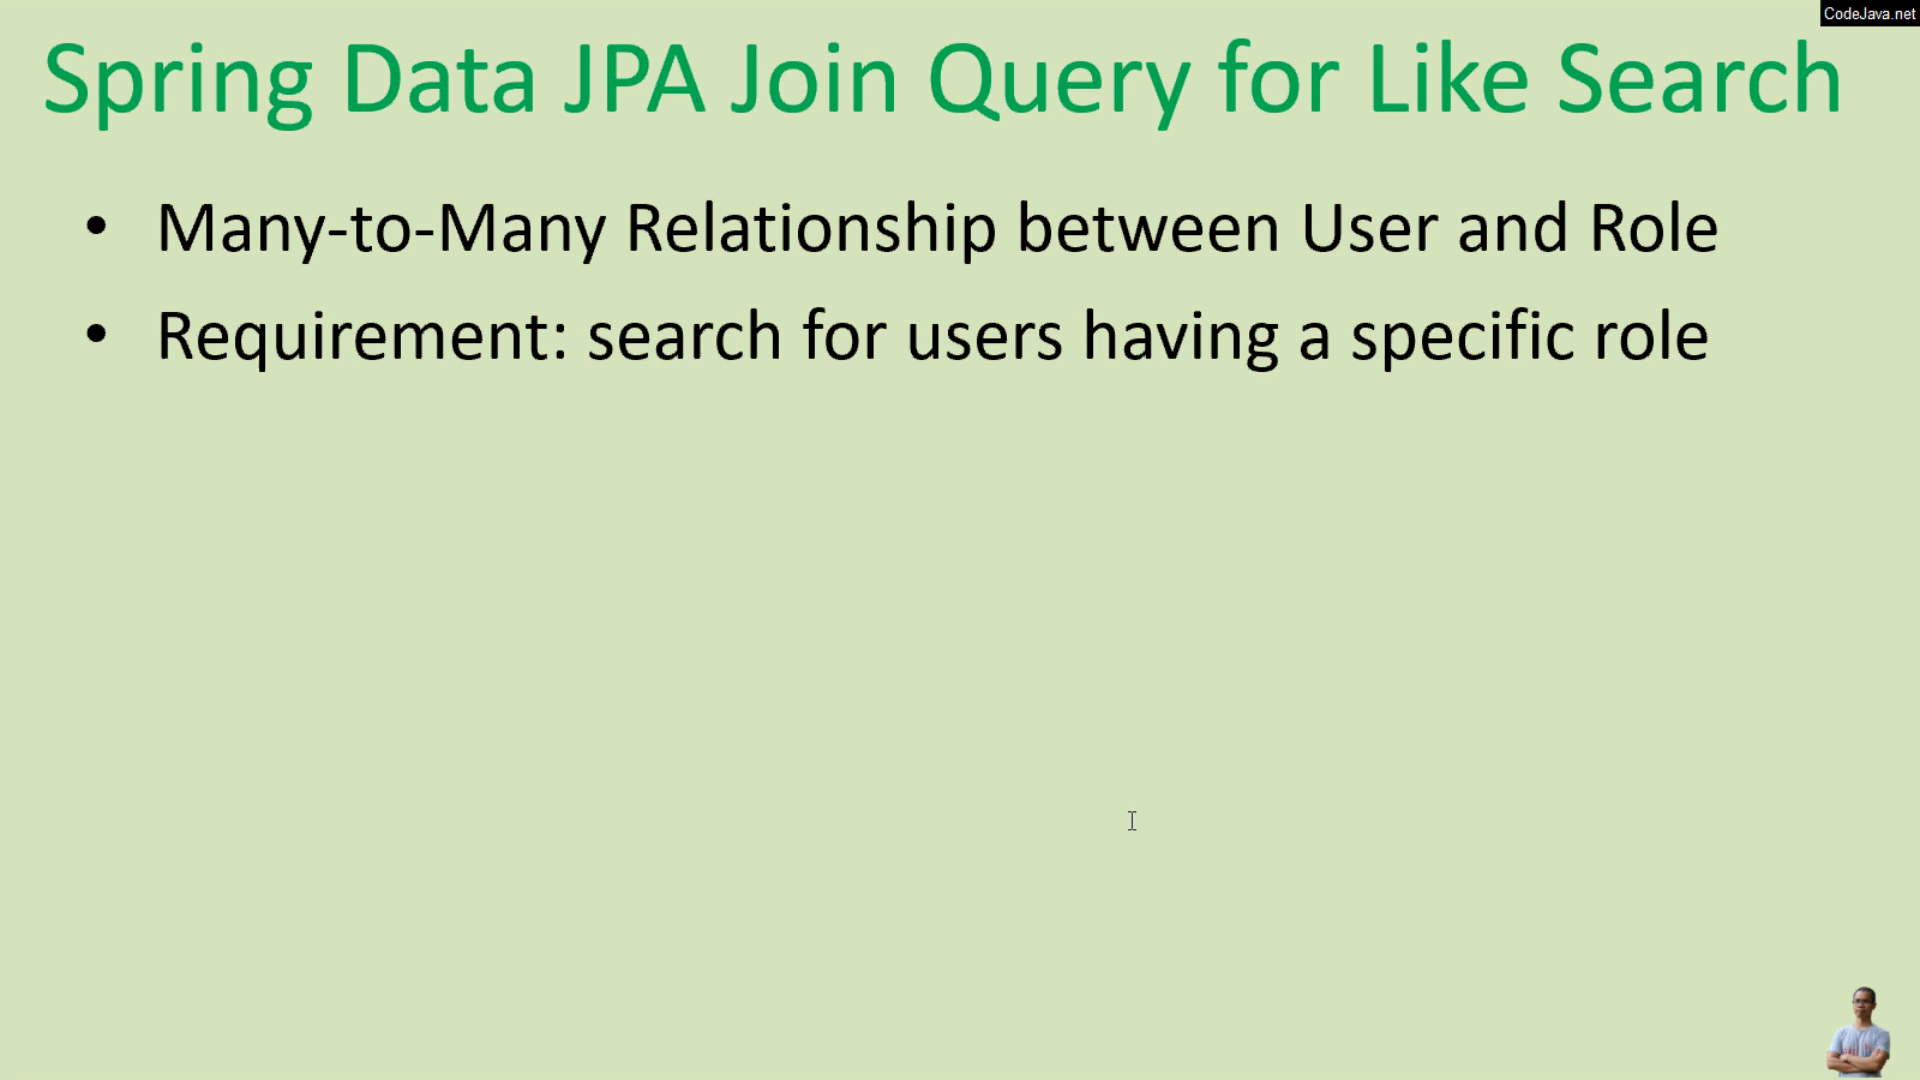 CodeJava.net
Spring Data JPA Join Query for Like Search
• Many-to-Many Relationship between User and Role
• Requirement: search for users having a specific role